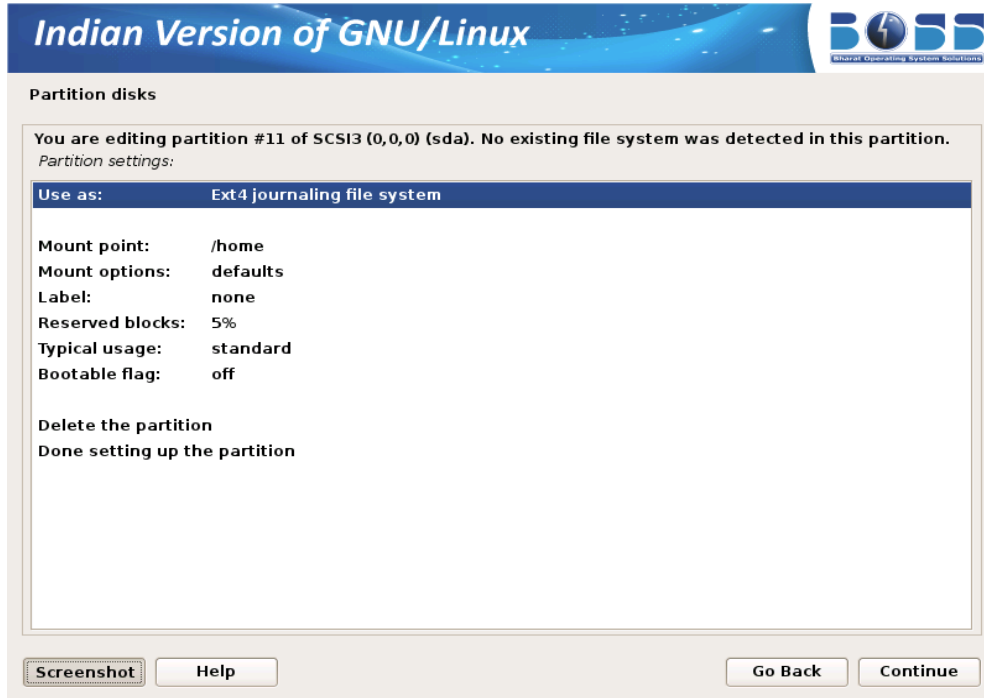 Indian Version of GNU/Linux
BOSS
Bharat Operating System Solutions
Partition disks
You are editing partition #11 of SCSI3 (0,0,0) (sda). No existing file system was detected in this partition.
Partition settings:
Use as: Ext4 journaling file system
Mount point: /home
Mount options: defaults
Label: none
Reserved blocks: 5%
Typical usage: standard
Bootable flag: off
Delete the partition
Done setting up the partition
Screenshot Help Go Back Continue